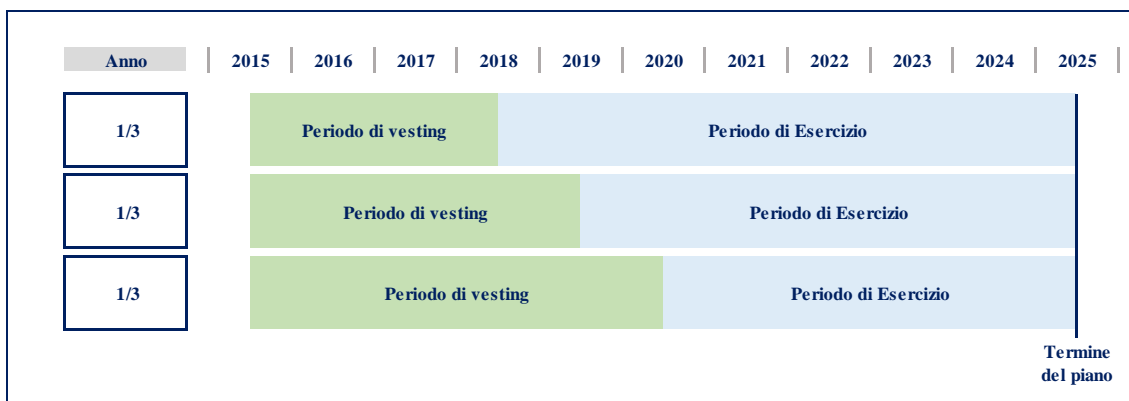 Anno 2015 2016 2017 2018 2019 2020 2021 2022 2023 2024 2025
1/3 Periodo di vesting Periodo di Esercizio
1/3 Periodo di vesting Periodo di Esercizio
1/3 Periodo di vesting Periodo di Esercizio
Termine
del piano